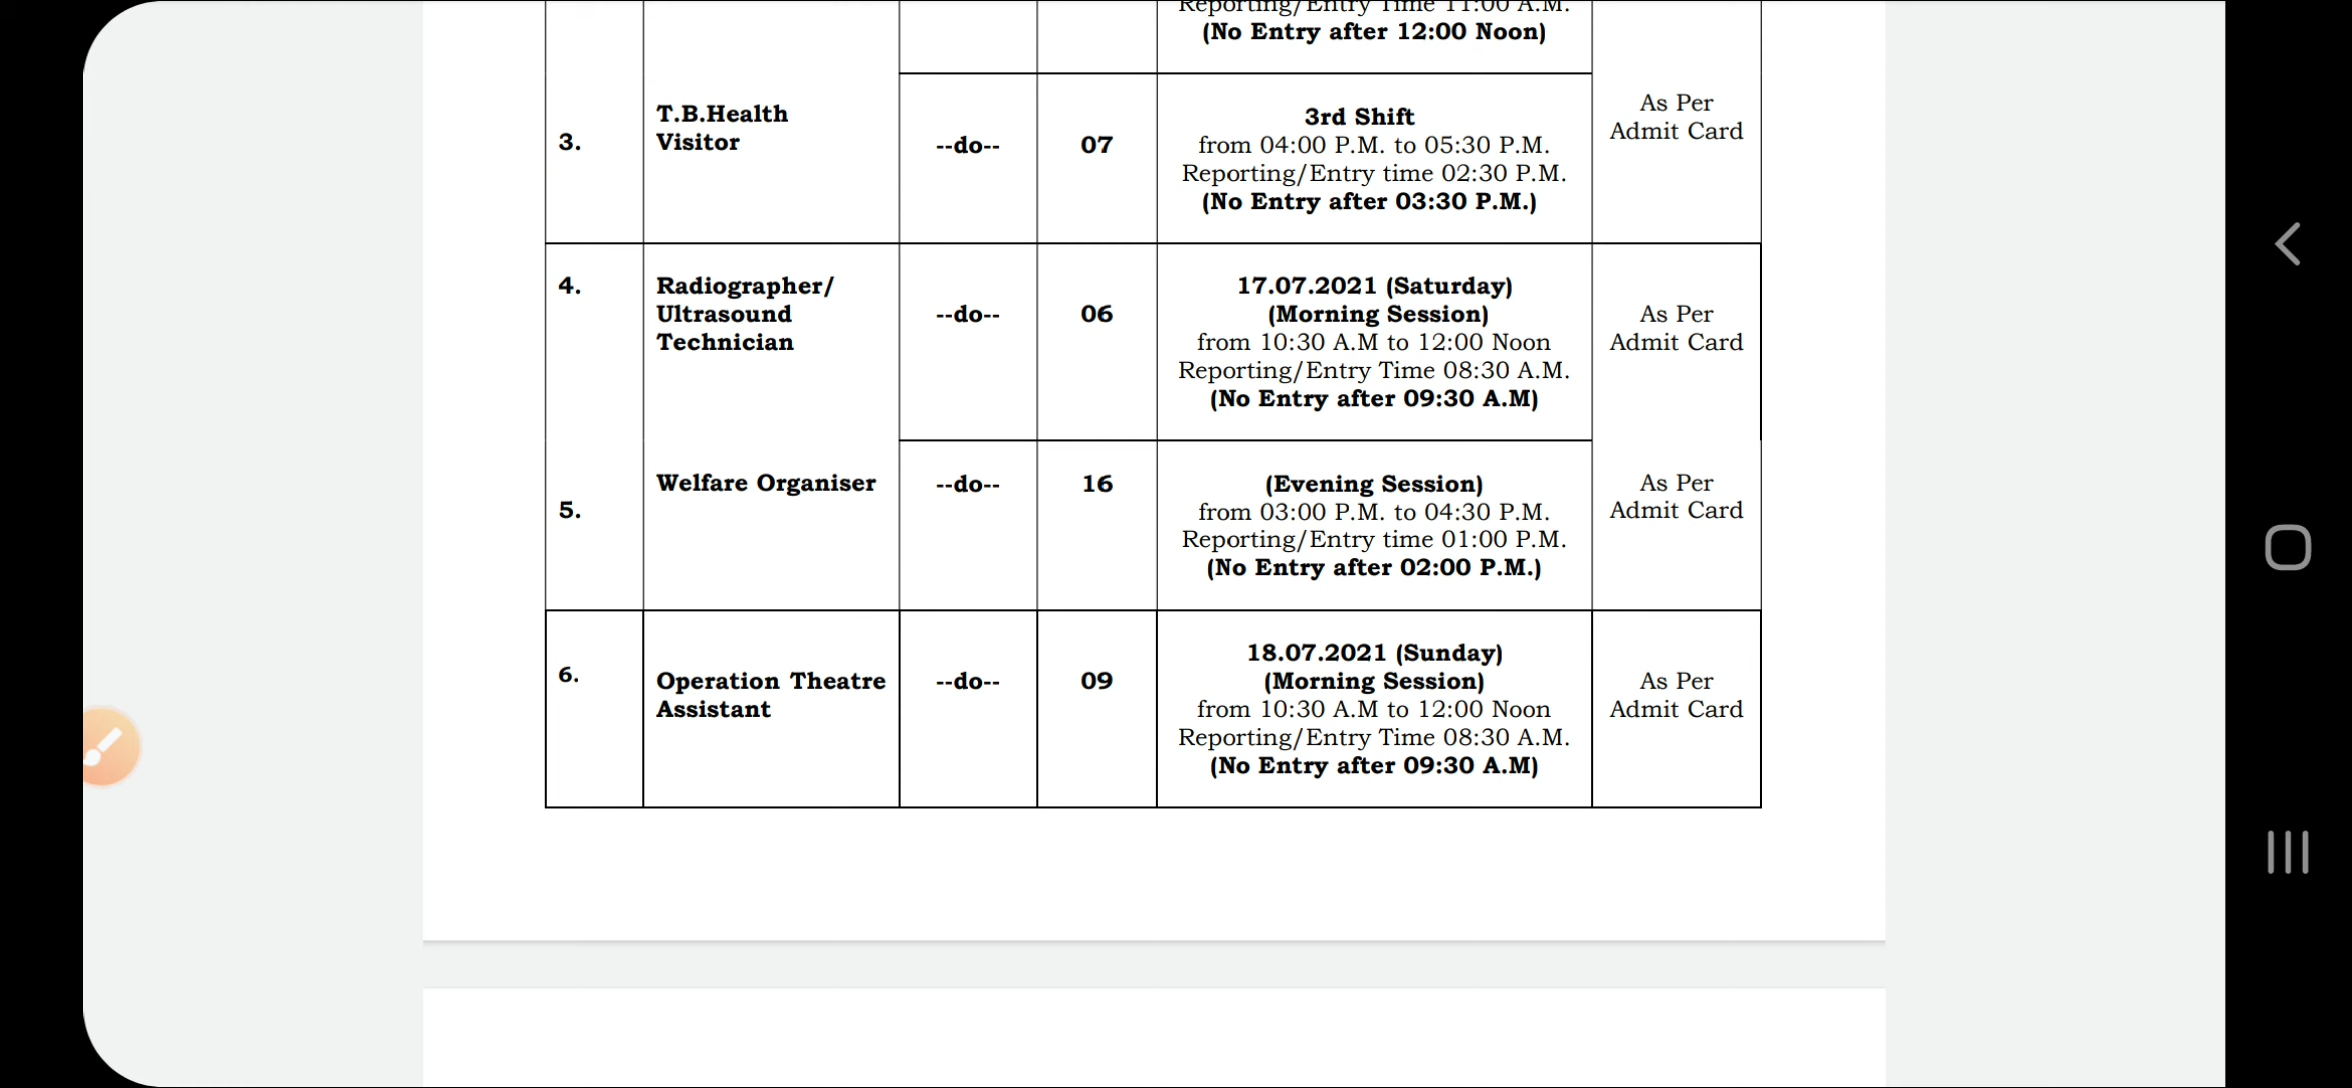 Reporting/Entry Time 11:00 A.M.
(No Entry after 12:00 Noon)
3.
T.B.Health
Visitor
--do--
07
3rd Shift
from 04:00 P.M. to 05:30 P.M.
Reporting/Entry time 02:30 P.M.
(No Entry after 03:30 P.M.)
As Per
Admit Card
4.
Radiographer/
Ultrasound
Technician
--do--
06
17.07.2021 (Saturday)
(Morning Session)
from 10:30 A.M to 12:00 Noon
Reporting/Entry Time 08:30 A.M.
(No Entry after 09:30 A.M)
As Per
Admit Card
5.
Welfare Organiser
--do--
16
(Evening Session)
from 03:00 P.M. to 04:30 P.M.
Reporting/Entry time 01:00 P.M.
(No Entry after 02:00 P.M.)
As Per
Admit Card
6.
Operation Theatre
Assistant
--do--
09
18.07.2021 (Sunday)
(Morning Session)
from 10:30 A.M to 12:00 Noon
Reporting/Entry Time 08:30 A.M.
(No Entry after 09:30 A.M)
As Per
Admit Card